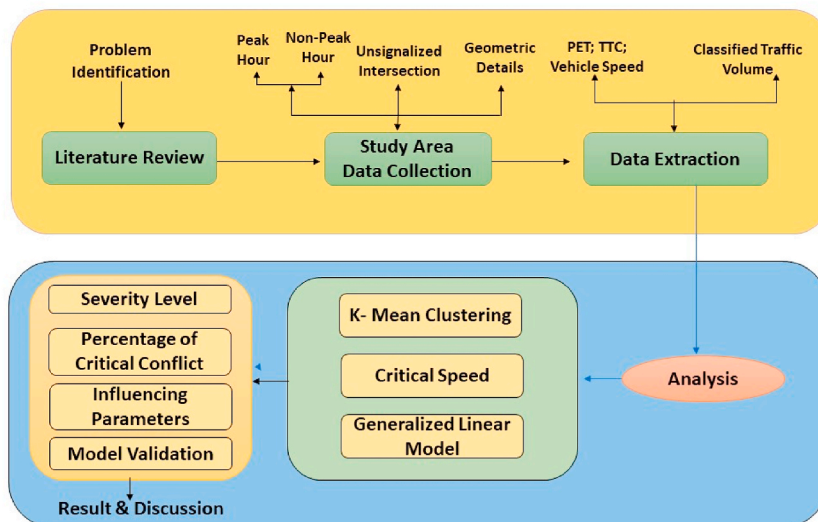 Problem
Identification
Peak
Hour
Non-Peak
Hour
Unsignalized
Intersection
Geometric
Details
PET; TTC;
Vehicle Speed
Classified Traffic
Volume
Literature Review
Study Area
Data Collection
Data Extraction
Severity Level
Percentage of
Critical Conflict
Influencing
Parameters
Model Validation
Result & Discussion
K- Mean Clustering
Critical Speed
Generalized Linear
Model
Analysis